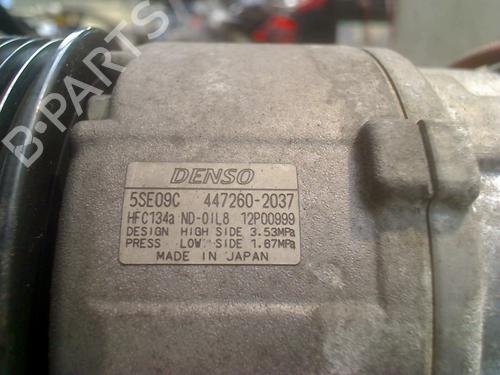 B-PARTS
DENSO
5SE09C 447260-2037
HFC134a ND-OIL8 12P00999
DESIGN HIGH SIDE 3.53MPa
PRESS LOW SIDE 1.67MPa
MADE IN JAPAN